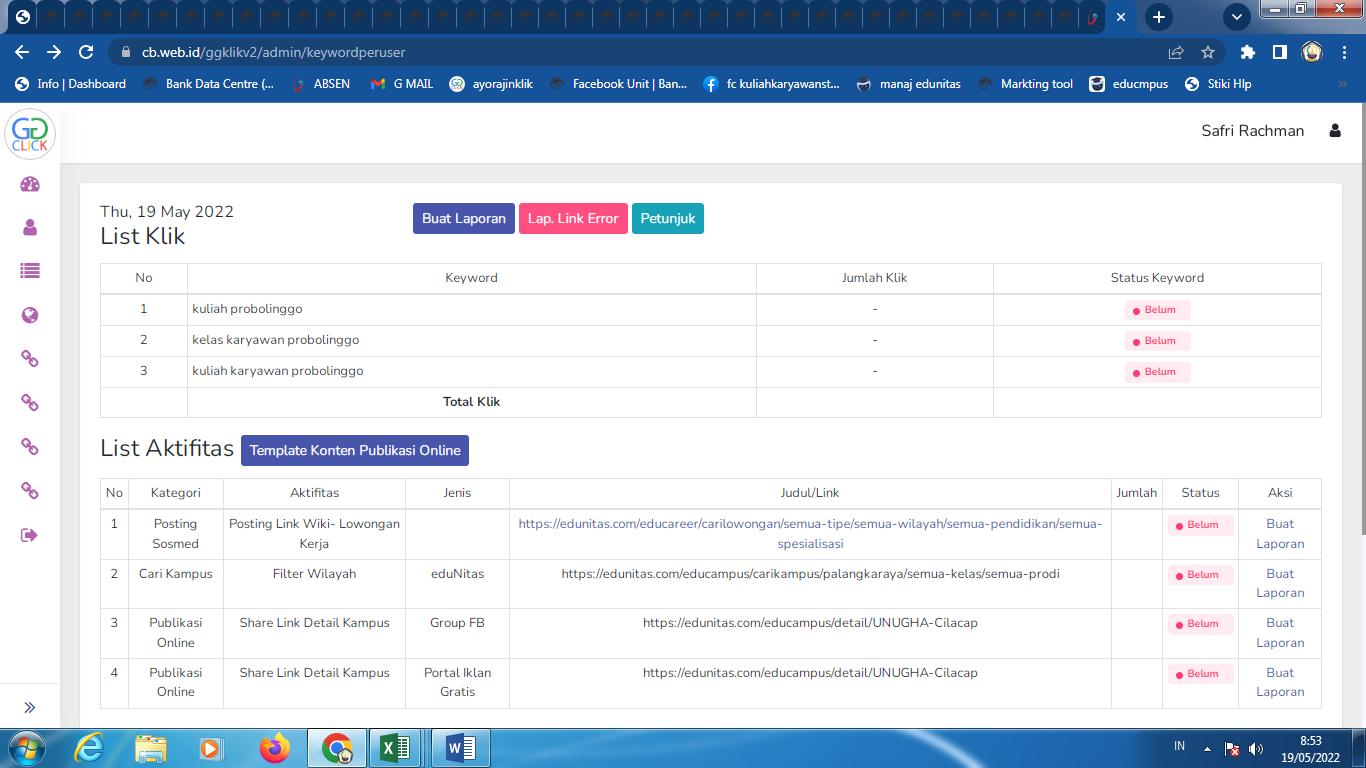 cb.web.id/ggklikv2/admin/keywordperuser
Info | Dashboard Bank Data Centre (... ABSEN G MAIL ayorajinklik Facebook Unit | Ban... fc kuliahkaryawanst... manaj edunitas Markting tool educmpus Stiki Hlp »
GG CLICK
Safri Rachman
Thu, 19 May 2022
List Klik
Buat Laporan Lap. Link Error Petunjuk
No Keyword Jumlah Klik Status Keyword
1 kuliah probolinggo - Belum
2 kelas karyawan probolinggo - Belum
3 kuliah karyawan probolinggo - Belum
Total Klik
List Aktifitas Template Konten Publikasi Online
No Kategori Aktifitas Jenis Judul/Link Jumlah Status Aksi
1 Posting Posting Link Wiki- Lowongan https://edunitas.com/educareer/carilowongan/semua-tipe/semua-wilayah/semua-pendidikan/semua- Belum Buat
Sosmed Kerja spesialisasi Laporan
2 Cari Kampus Filter Wilayah eduNitas https://edunitas.com/educampus/carikampus/palangkaraya/semua-kelas/semua-prodi Belum Buat
Laporan
3 Publikasi Share Link Detail Kampus Group FB https://edunitas.com/educampus/detail/UNUGHA-Cilacap Belum Buat
Online Laporan
4 Publikasi Share Link Detail Kampus Portal Iklan https://edunitas.com/educampus/detail/UNUGHA-Cilacap Belum Buat
Online Gratis Laporan
IN 8:53
19/05/2022